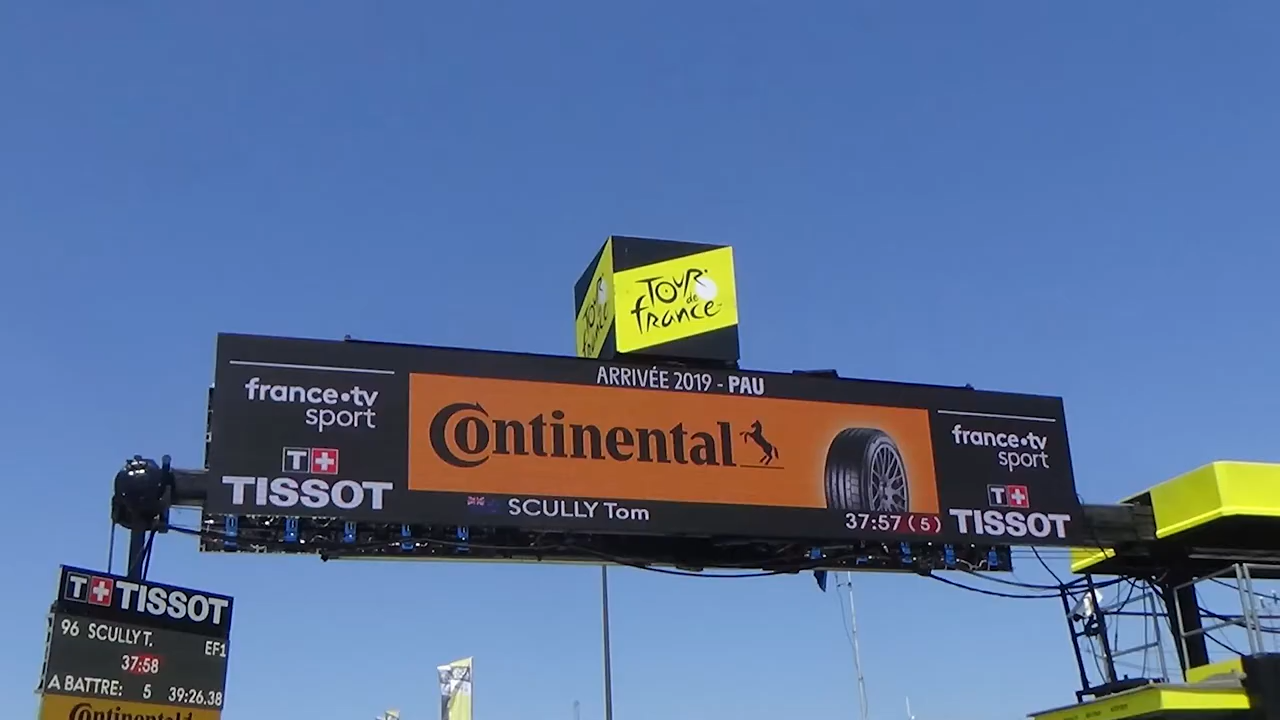 TOUR
de
france
TOUR
france
ARRIVÉE 2019 - PAU
france•tv
sport
T+
TISSOT
Continental
SCULLY Tom
37:57 (5)
france•tv
sport
T+
TISSOT
T+ TISSOT
96 SCULLY T. EF1
37:58
A BATTRE: 5 39:26.38
Continental